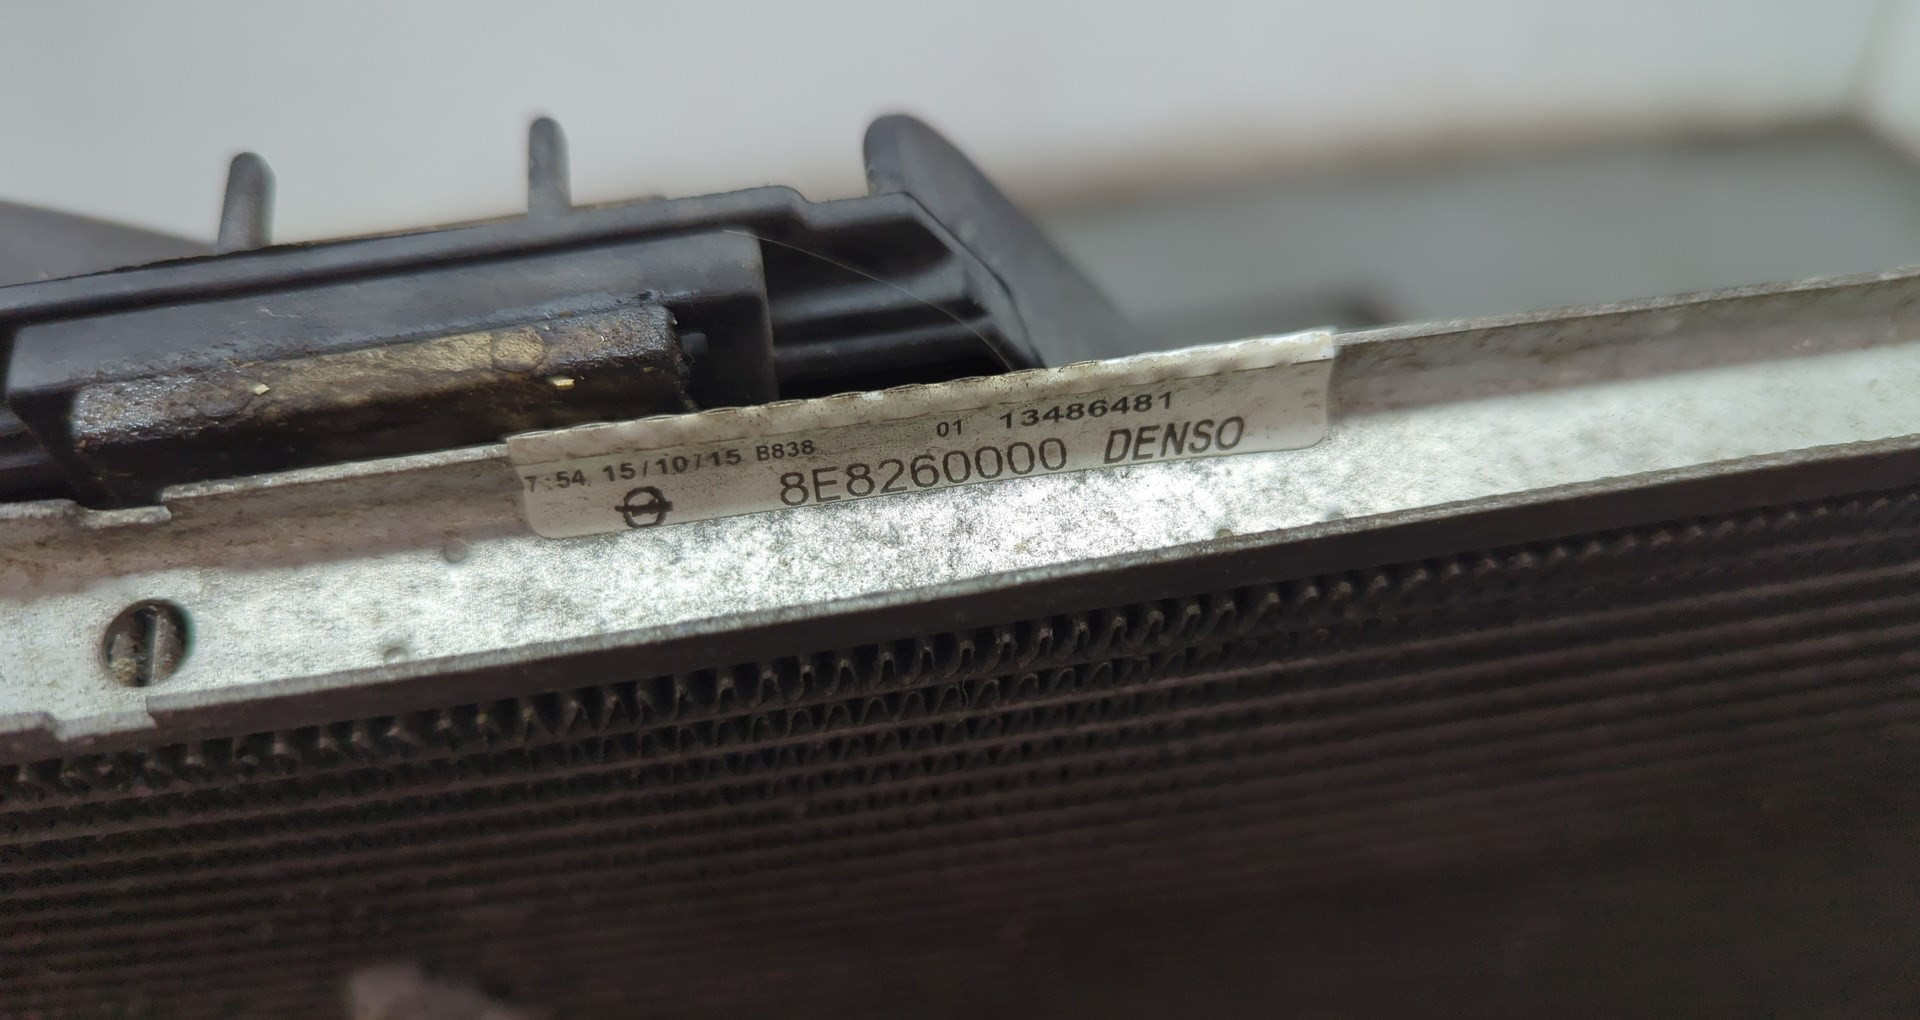 7:54 15/10/15 B838 01 13486481
8E8260000 DENSO